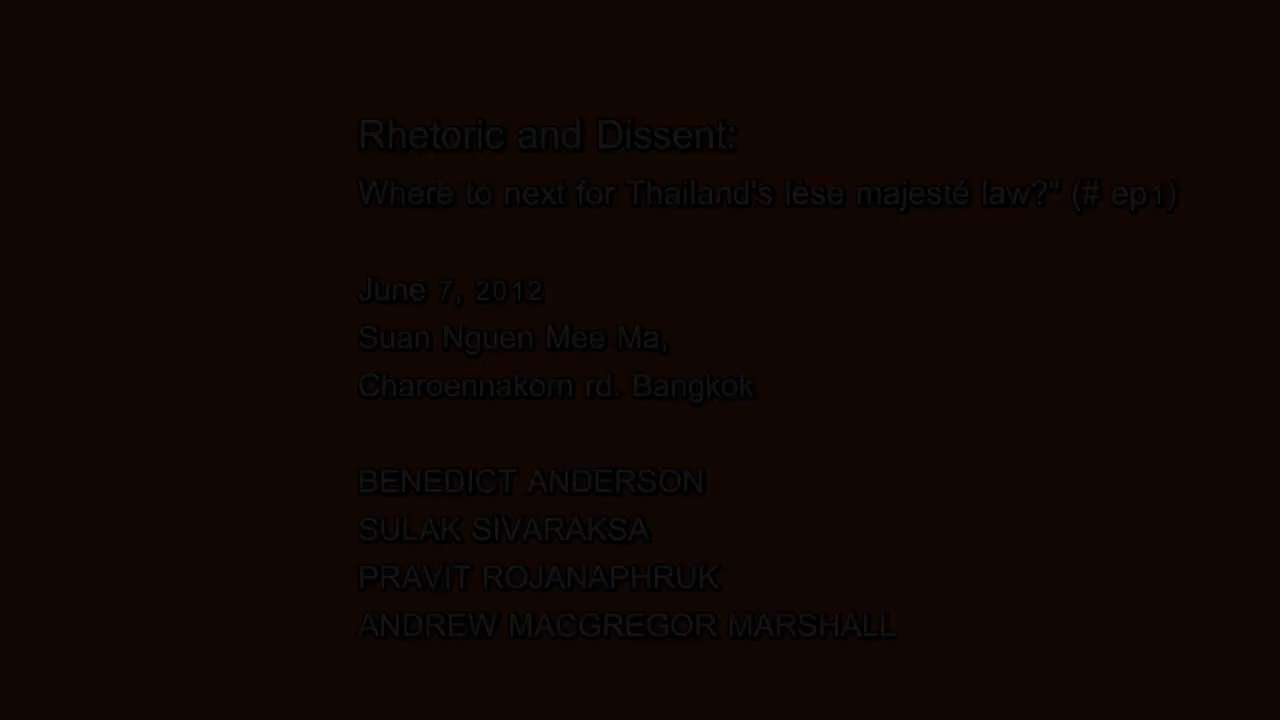 Rhetoric and Dissent:
Where to next for Thailand's lèse majesté law?" (# ep1)
June 7, 2012
Suan Nguen Mee Ma,
Charoennakorn rd. Bangkok
BENEDICT ANDERSON
SULAK SIVARAKSA
PRAVIT ROJANAPHRUK
ANDREW MACGREGOR MARSHALL